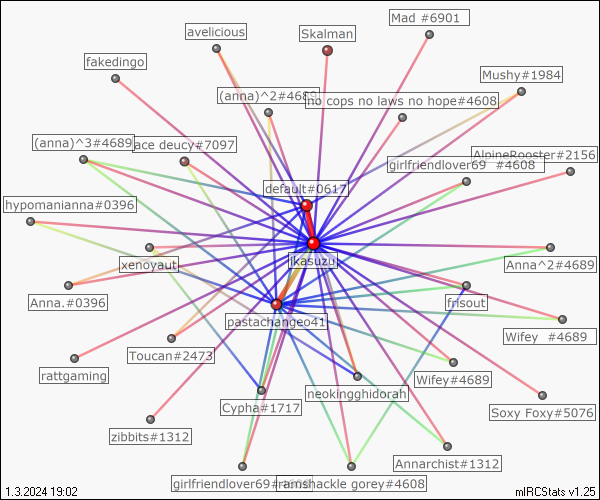 avelicious
Skalman
Mad #6901
fakedingo
Mushy#1984
(anna)^2#4689
no cops no laws no hope#4608
(anna)^3#4689
ace deucy#7097
AlpineRooster#2156
girlfriendlover69 #4608
default#0617
hypomanianna#0396
jkasuzu
xenoyaut
Anna^2#4689
Anna.#0396
frisout
pastachangeo41
Wifey #4689
Toucan#2473
rattgaming
Wifey#4689
neokingghidorah
Cypha#1717
Soxy Foxy#5076
zibbits#1312
Annarchist#1312
girlfriendlover69#4608
ramshackle gorey#4608
1.3.2024 19:02
mIRCStats v1.25